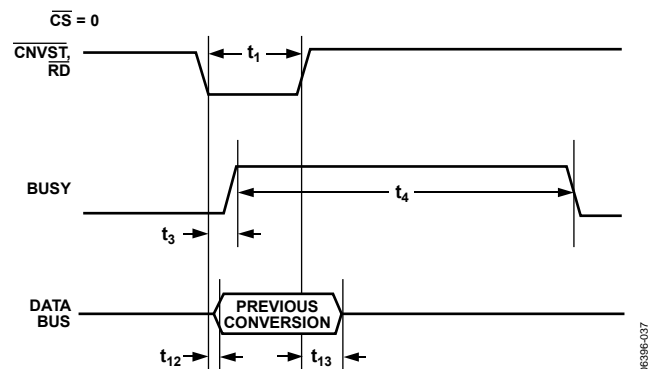 CS = 0
CNVST,
RD
t1
BUSY
t4
t3
DATA
BUS
PREVIOUS
CONVERSION
t12
t13
06396-037